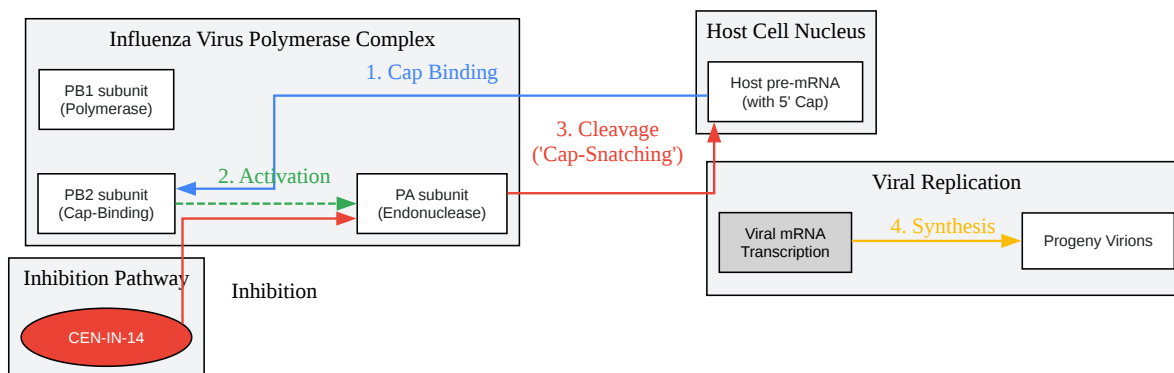 Influenza Virus Polymerase Complex
PB1 subunit
(Polymerase)
PB2 subunit
(Cap-Binding)
PA subunit
(Endonuclease)
1. Cap Binding
2. Activation
3. Cleavage
('Cap-Snatching')
Host Cell Nucleus
Host pre-mRNA
(with 5' Cap)
Viral Replication
Viral mRNA
Transcription
4. Synthesis
Progeny Virions
Inhibition Pathway
CEN-IN-14
Inhibition